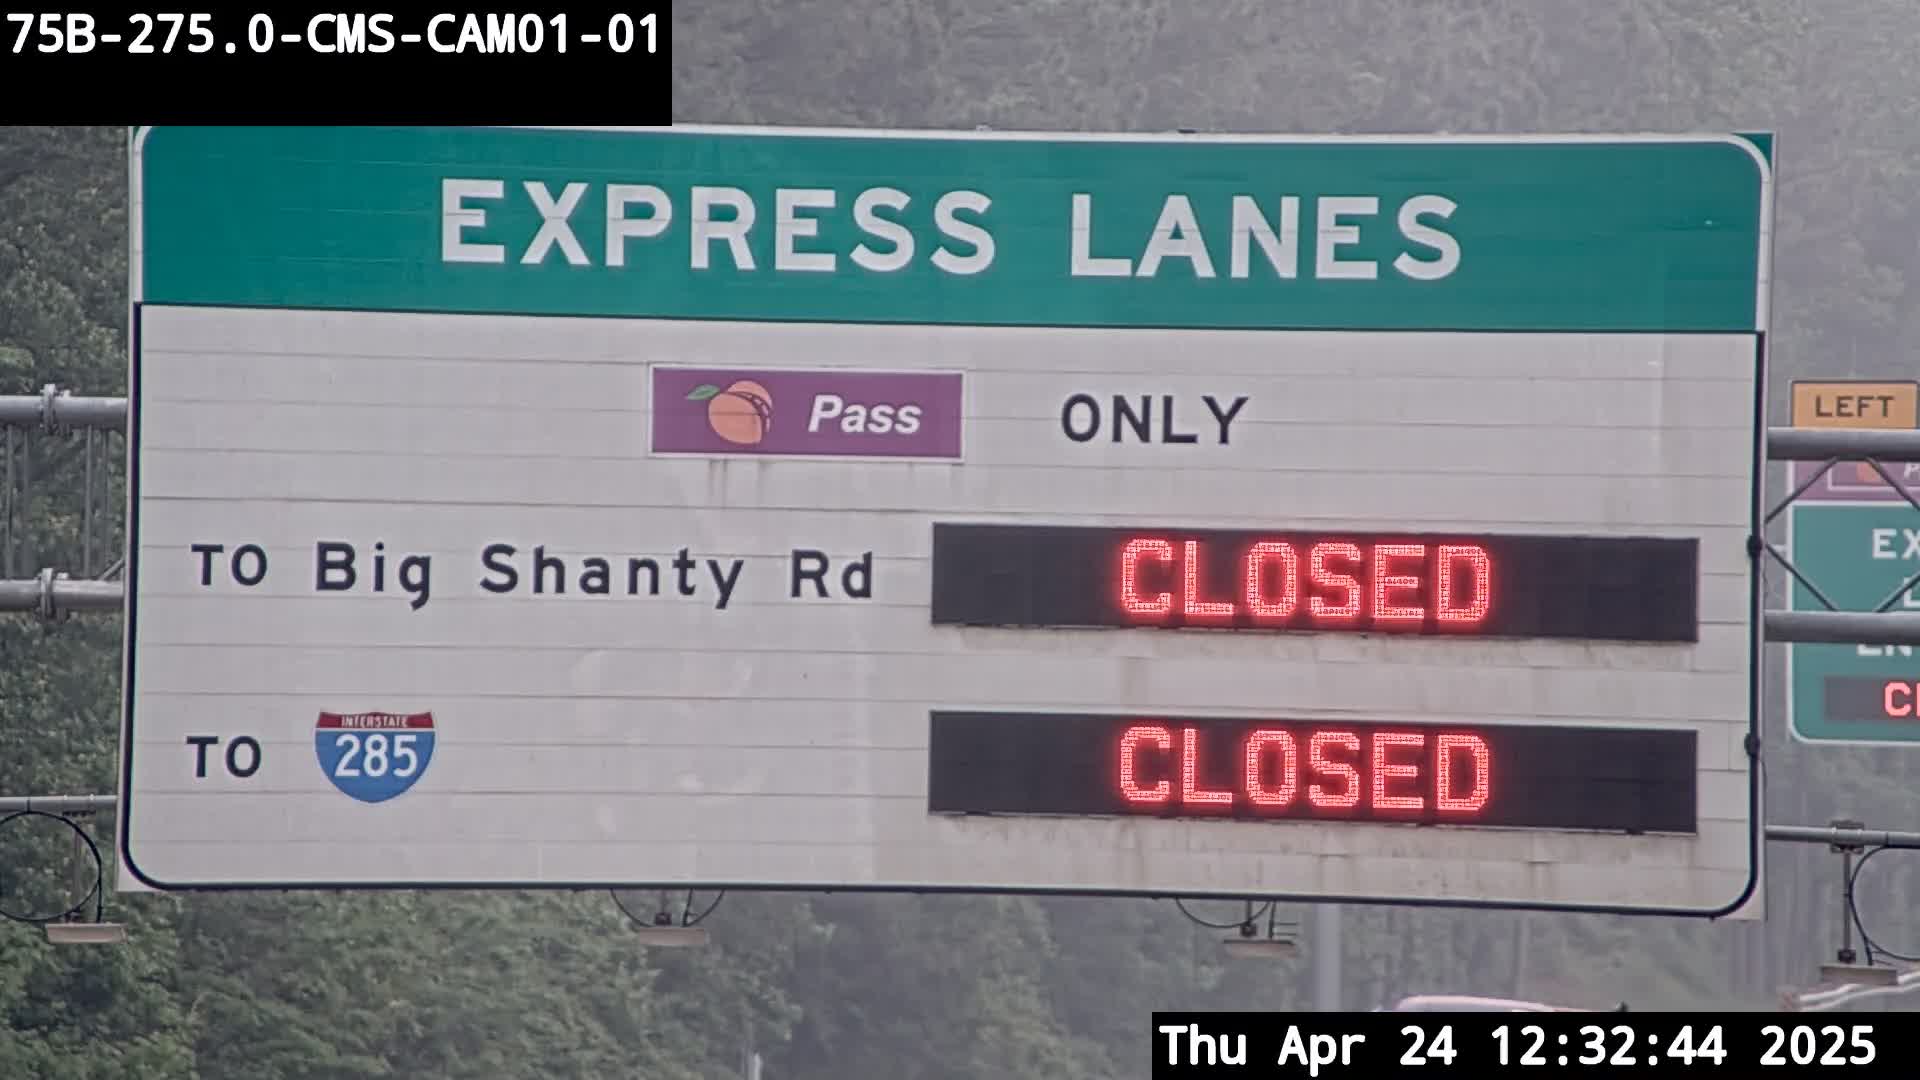 75B-275.0-CMS-CAM01-01
EXPRESS LANES
Pass ONLY
TO Big Shanty Rd CLOSED
TO INTERSTATE 285 CLOSED
LEFT
Thu Apr 24 12:32:44 2025